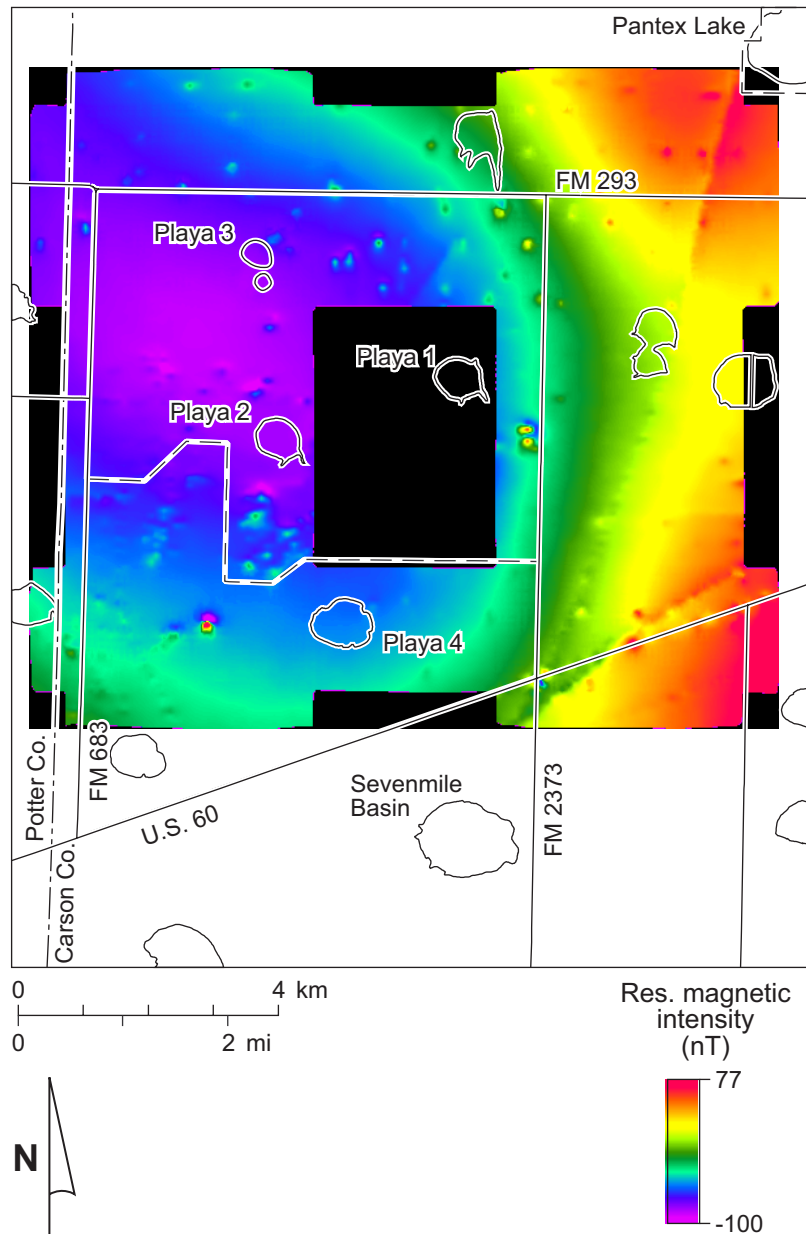 Pantex Lake
FM 293
Playa 3
Playa 1
Playa 2
Playa 4
Potter Co.
Carson Co.
FM 683
U.S. 60
Sevenmile
Basin
FM 2373
0 4 km
0 2 mi
N
Res. magnetic
intensity
(nT)
77
-100